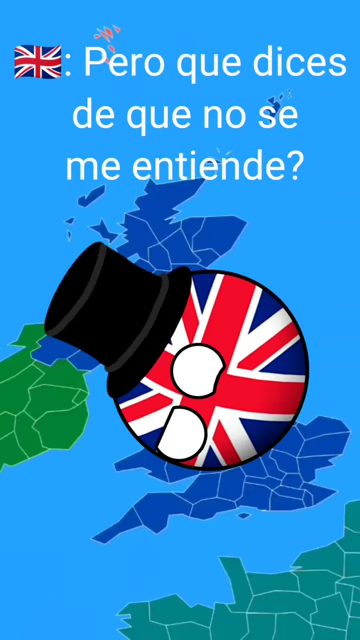 🇬🇧: Pero que dices
de que no se
me entiende?